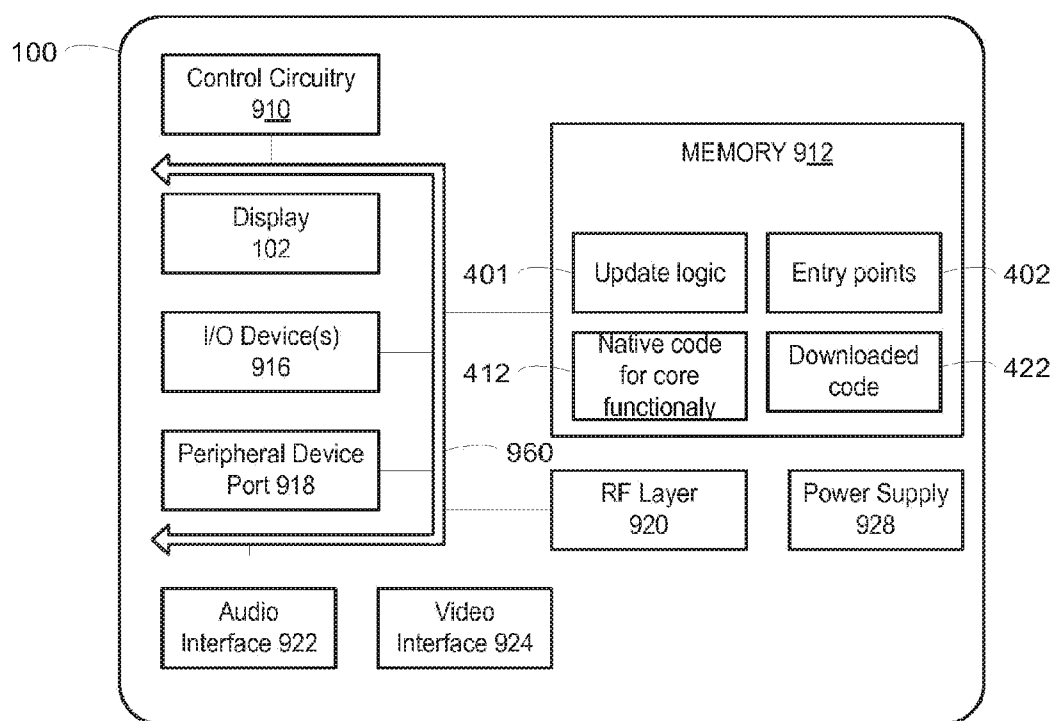 100
Control Circuitry
910
MEMORY 912
Display
102
401
Update logic
Entry points
402
I/O Device(s)
916
412
Native code
for core
functionaly
Downloaded
code
422
Peripheral Device
Port 918
960
RF Layer
920
Power Supply
928
Audio
Interface 922
Video
Interface 924